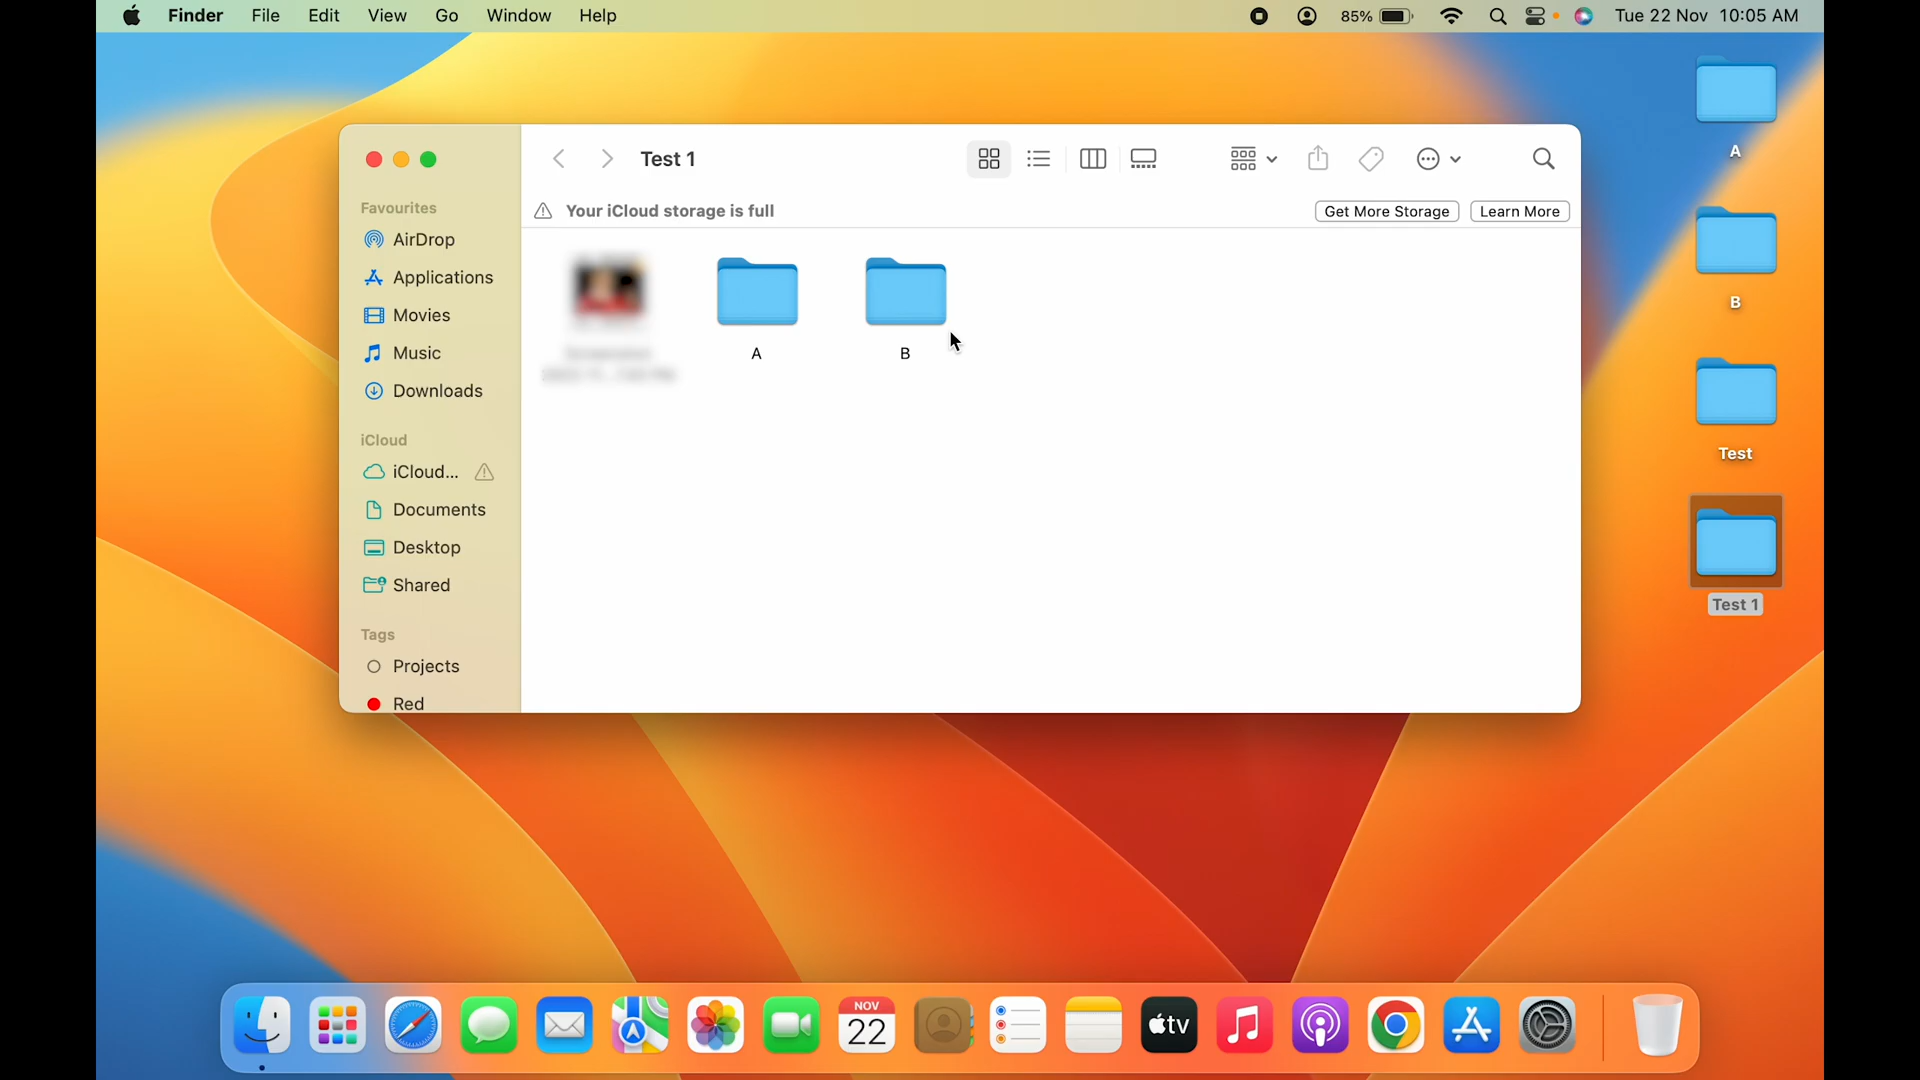 Finder File Edit View Go Window Help 85% Tue 22 Nov 10:05 AM
Test 1
Your iCloud storage is full Get More Storage Learn More
Favourites
AirDrop
Applications
Movies
Music
Downloads
iCloud
iCloud...
Documents
Desktop
Shared
Tags
Projects
Red
A
B
A
B
Test
Test 1
NOV
22
tv